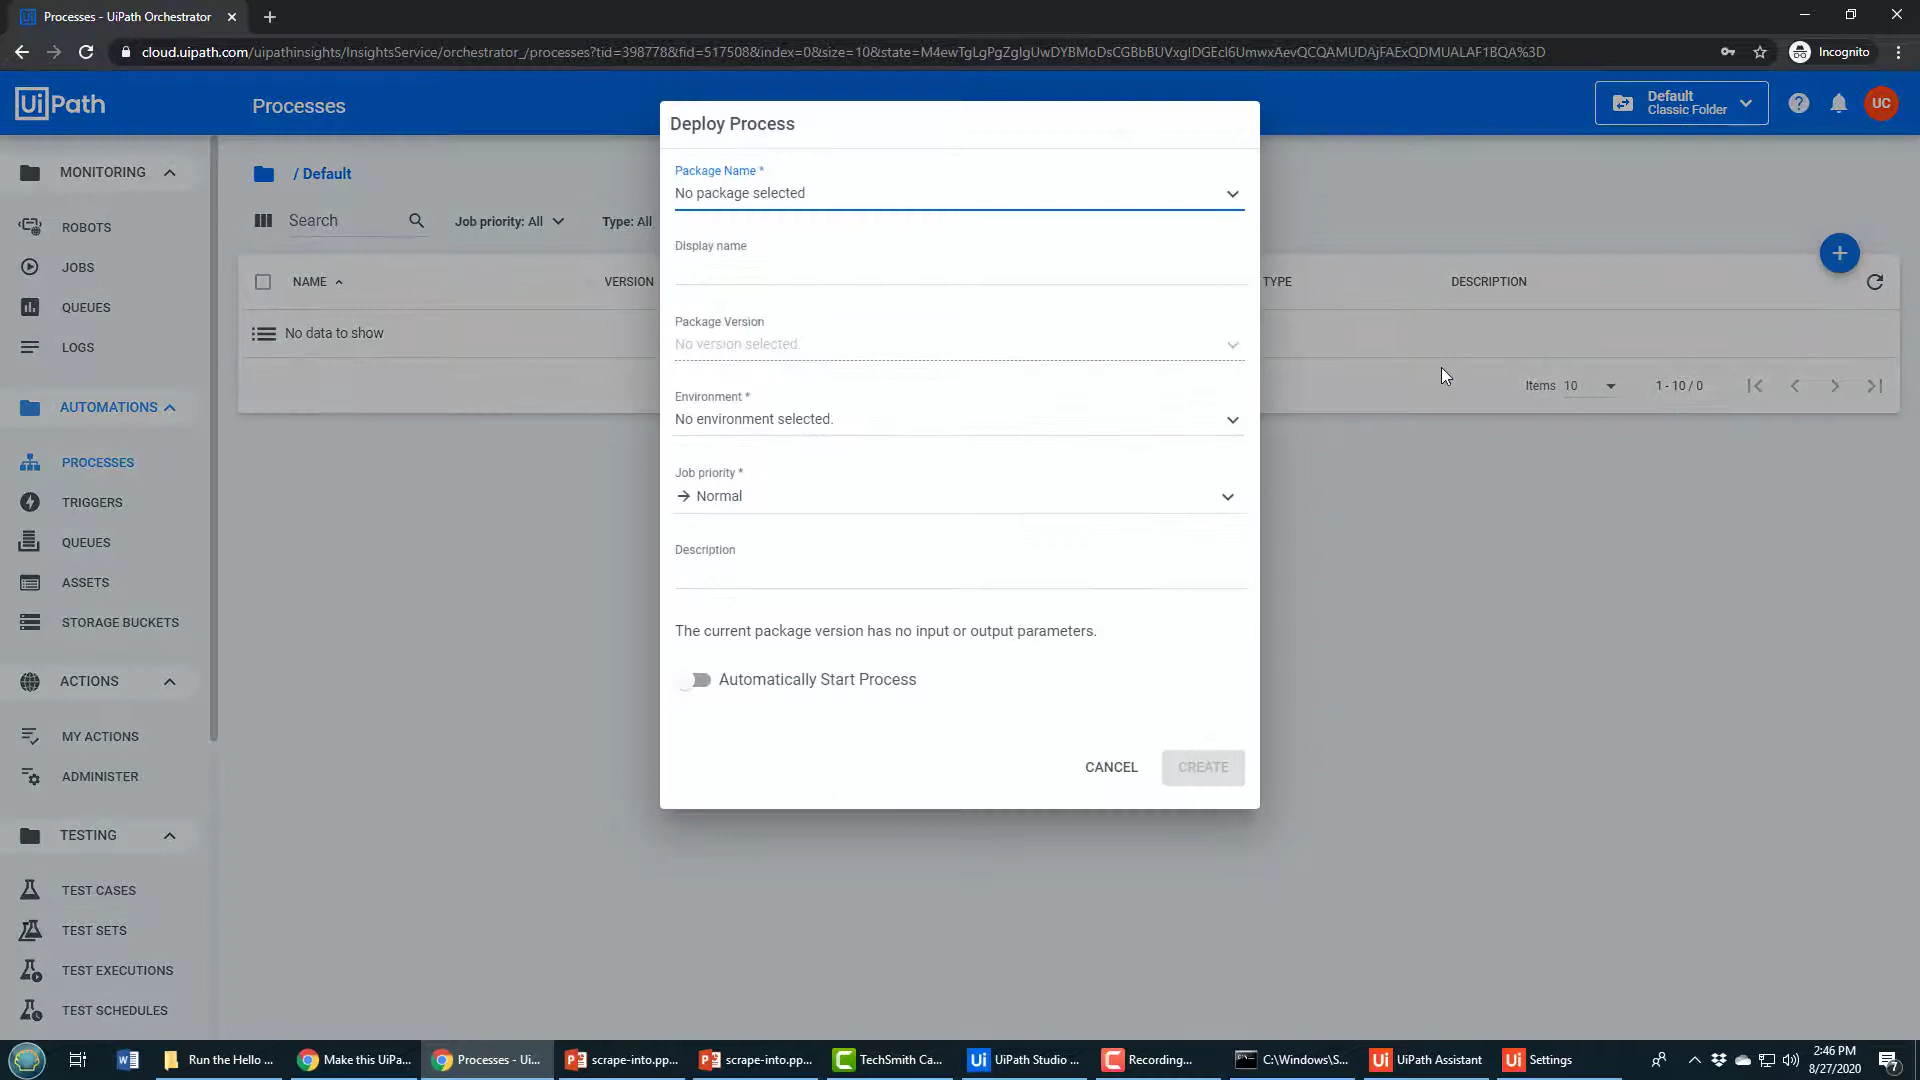 Processes - UiPath Orchestrator
cloud.uipath.com/uipathinsights/InsightsService/orchestrator_/processes?tid=398778&fid=517508&index=0&size=10&state=M4ewTgLgPgZgIgUwDYBMoDsCGBbBUVxgIDGEcl6UmwxAevQCQAMUDAjFAExQDMUALAF1BQA%3D
Incognito
UiPath
Processes
Default
Classic Folder
UC
MONITORING
ROBOTS
JOBS
QUEUES
LOGS
AUTOMATIONS
PROCESSES
TRIGGERS
QUEUES
ASSETS
STORAGE BUCKETS
ACTIONS
MY ACTIONS
ADMINISTER
TESTING
TEST CASES
TEST SETS
TEST EXECUTIONS
TEST SCHEDULES
/ Default
Search
Job priority: All
Type: All
NAME
VERSION
TYPE
DESCRIPTION
No data to show
Items 10
1 - 10 / 0
Deploy Process
Package Name *
No package selected
Display name
Package Version
No version selected.
Environment *
No environment selected.
Job priority *
Normal
Description
The current package version has no input or output parameters.
Automatically Start Process
CANCEL
CREATE
Run the Hello ...
Make this UiPa...
Processes - Ui...
scrape-into.pp...
scrape-into.pp...
TechSmith Ca...
Ui
UiPath Studio ...
Recording...
C:\Windows\S...
Ui
UiPath Assistant
Ui
Settings
2:46 PM
8/27/2020
7